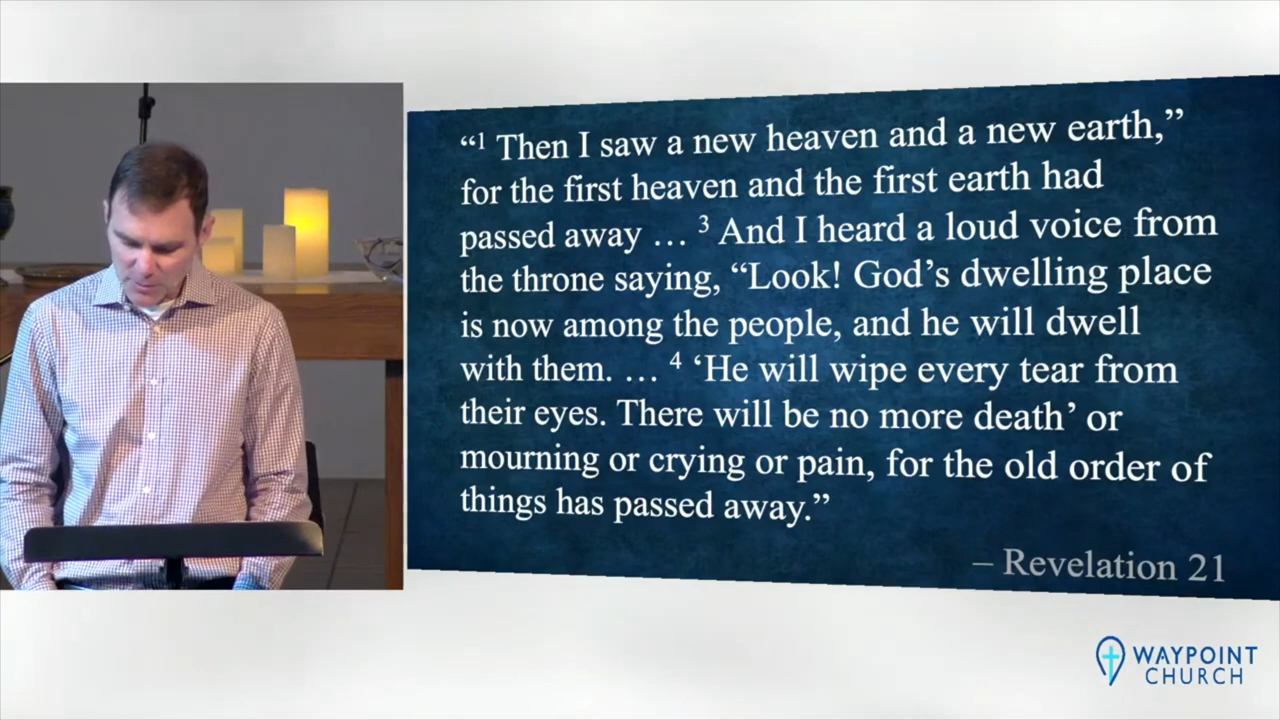 “1 Then I saw a new heaven and a new earth,”
for the first heaven and the first earth had
passed away … 3 And I heard a loud voice from
the throne saying, “Look! God’s dwelling place
is now among the people, and he will dwell
with them. … 4 ‘He will wipe every tear from
their eyes. There will be no more death’ or
mourning or crying or pain, for the old order of
things has passed away.”
– Revelation 21
WAYPOINT
CHURCH